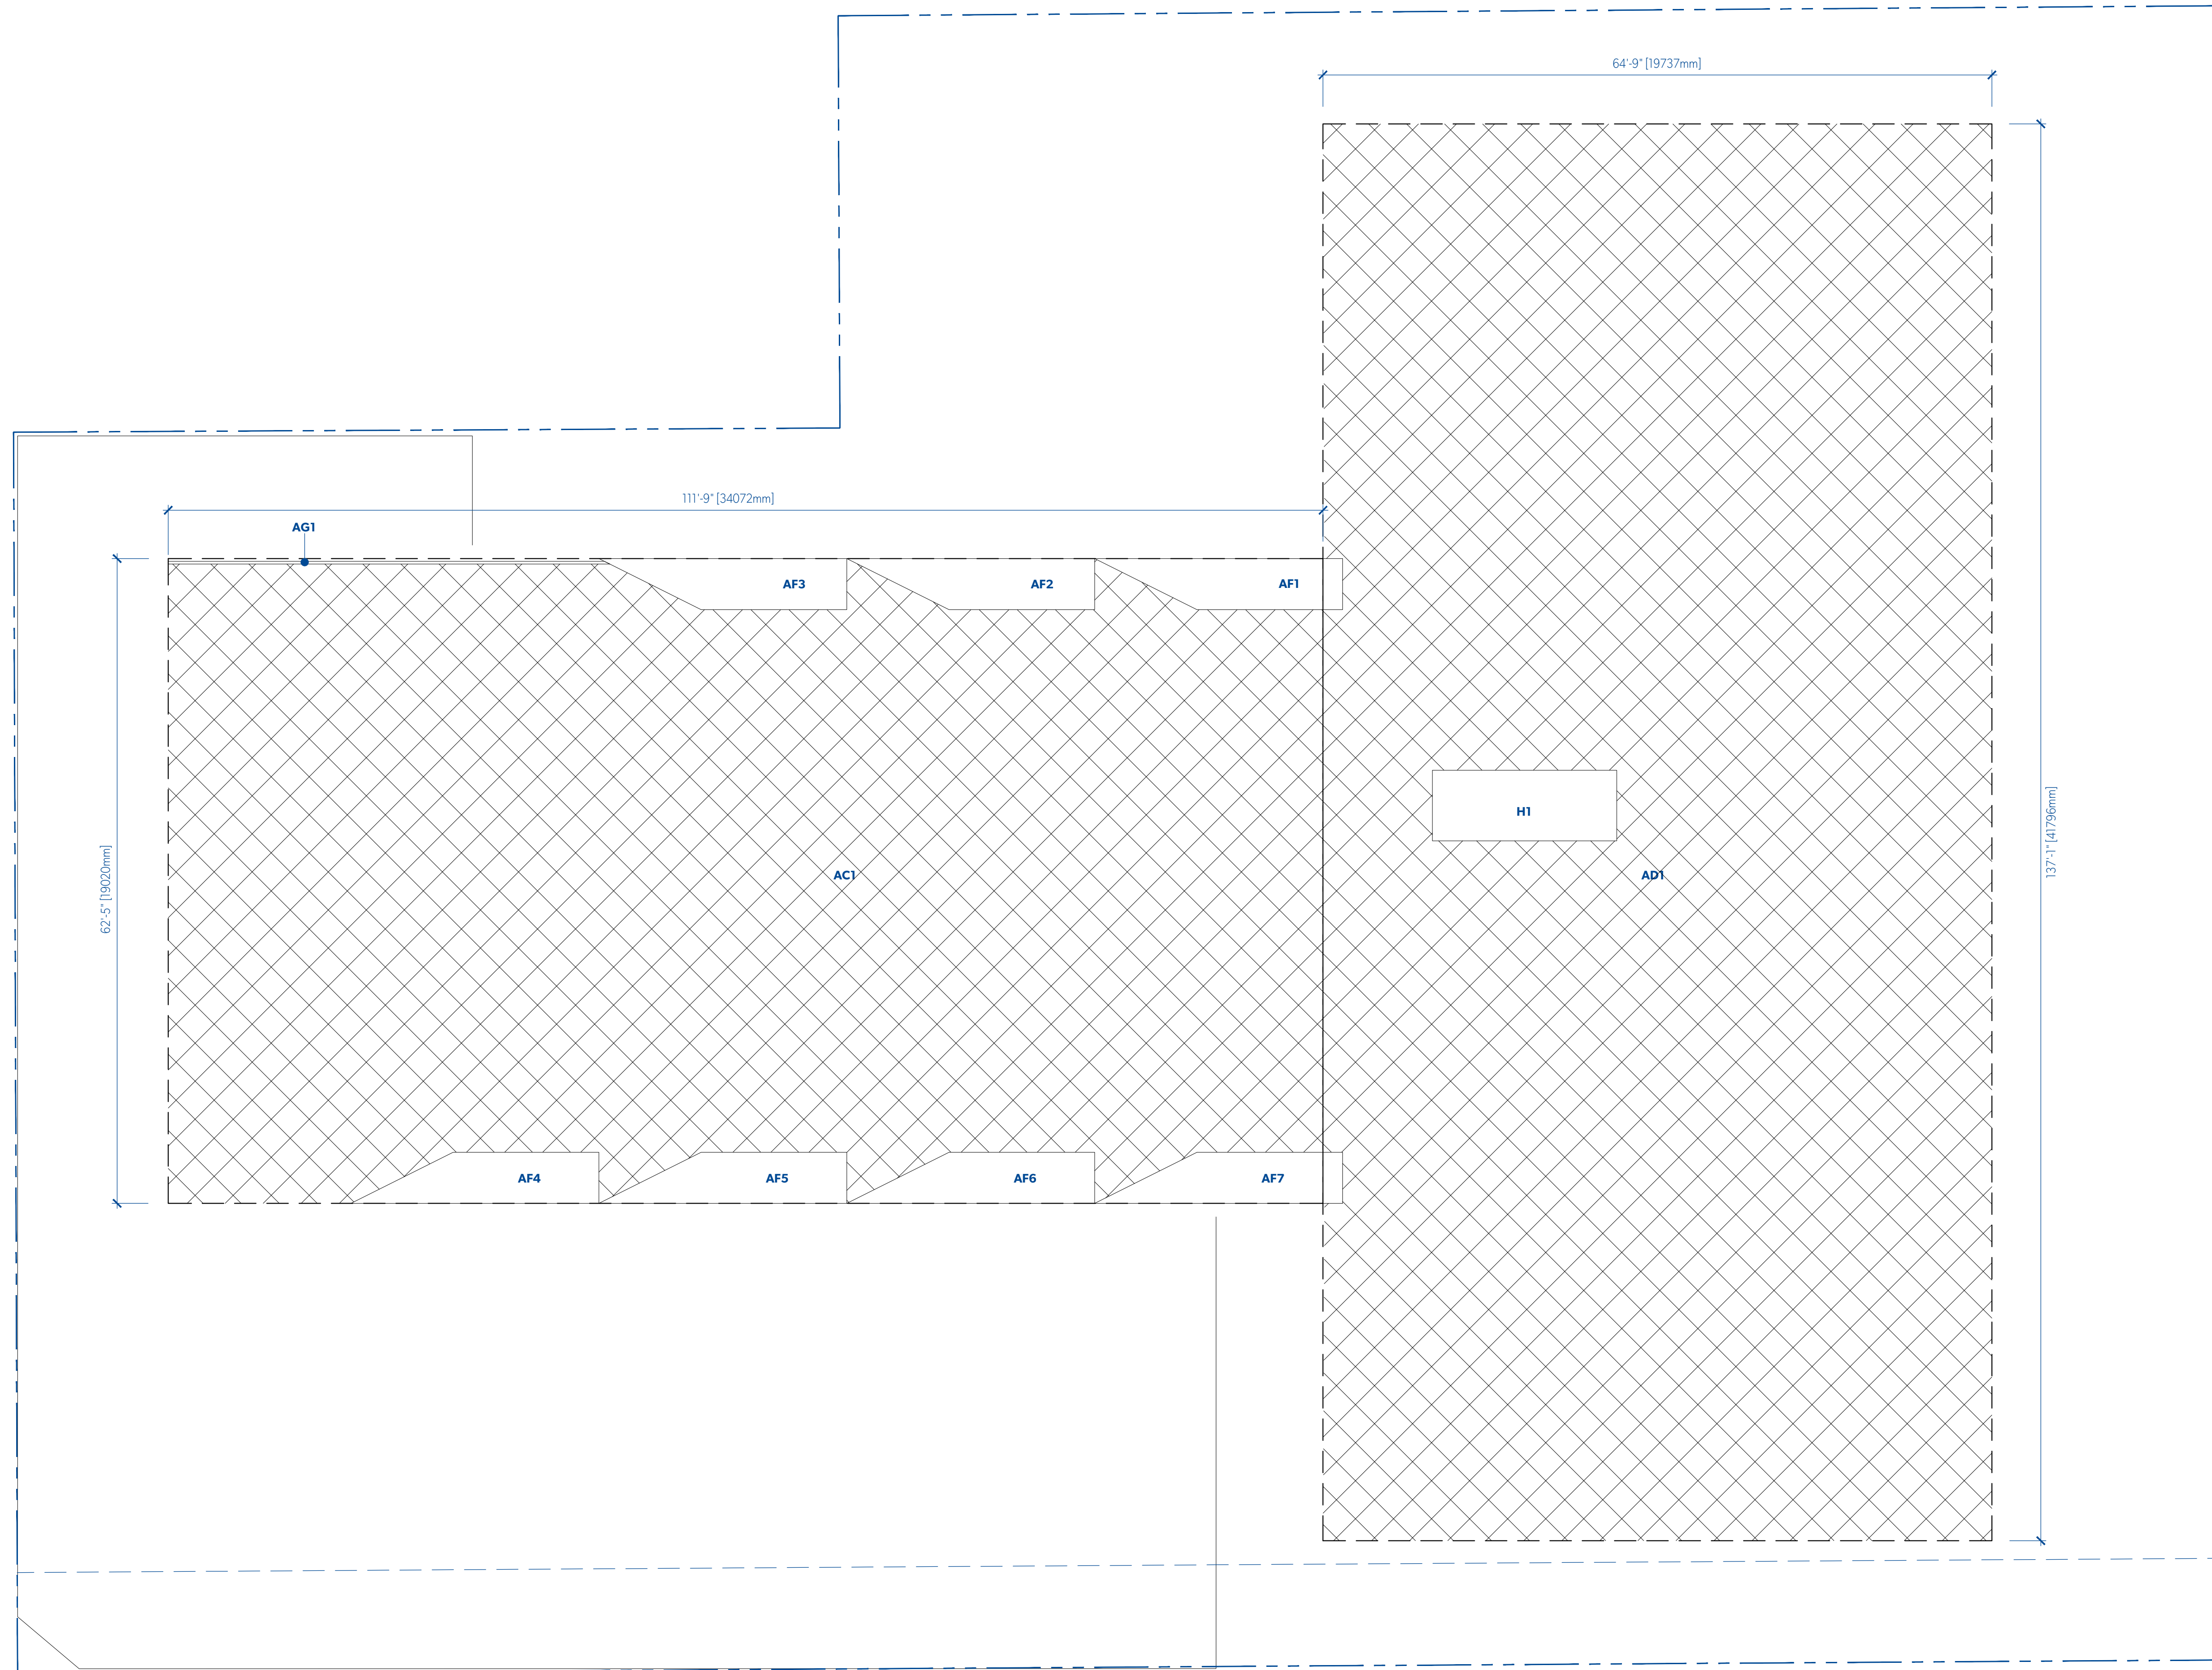 64'-9" [19737mm]
111'-9" [34072mm]
AG1
AF3
AF2
AF1
H1
62'-5" [19020mm]
AC1
AD1
137'-1" [41796mm]
AF4
AF5
AF6
AF7